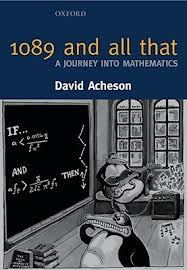 OXFORD
1089 and all that
A JOURNEY INTO MATHEMATICS
David Acheson
IF...
AND
THEN